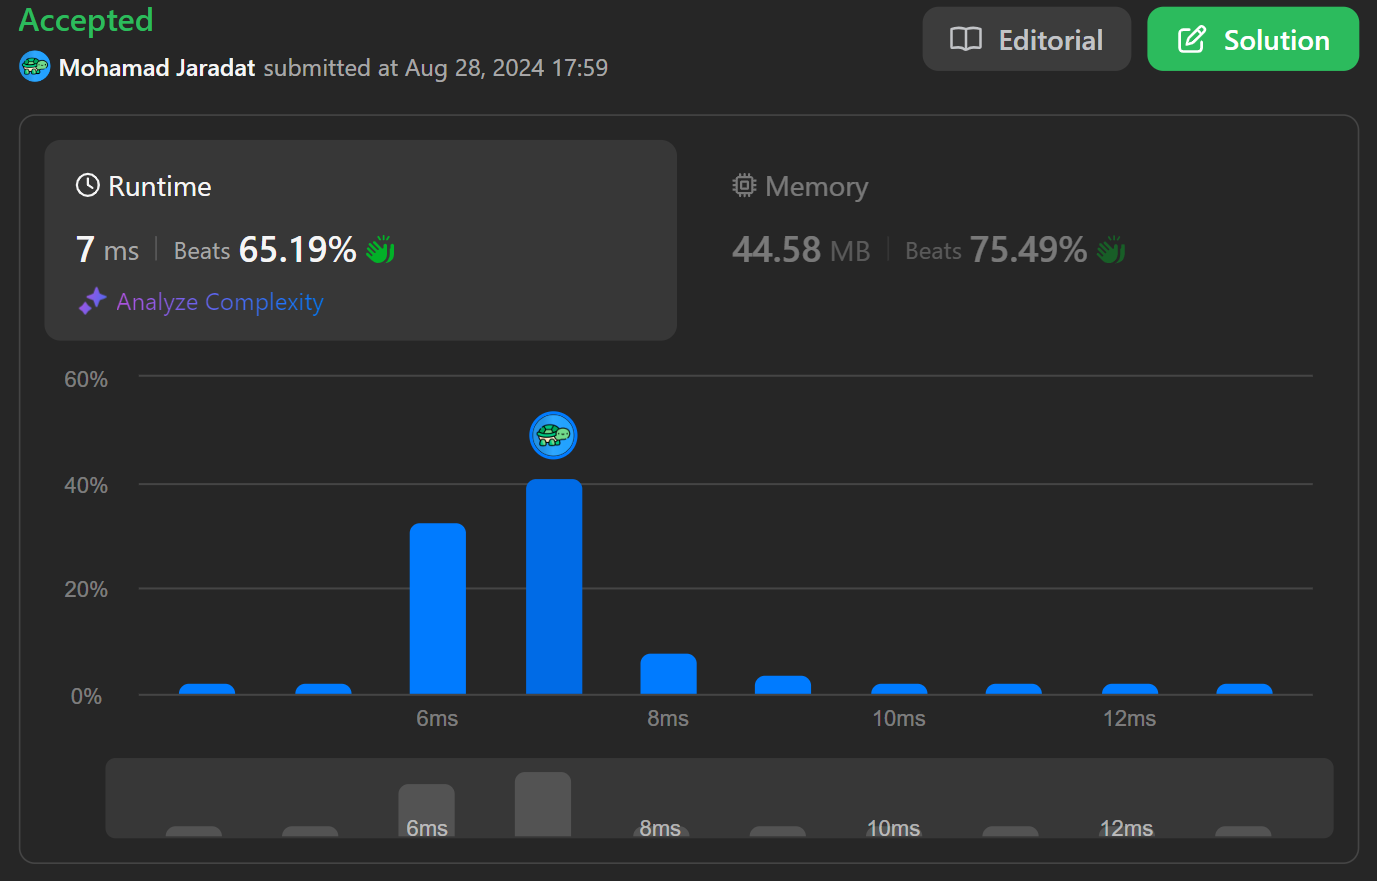 Accepted
Editorial
Solution
Mohamad Jaradat submitted at Aug 28, 2024 17:59
Runtime
7 ms | Beats 65.19%
Analyze Complexity
Memory
44.58 MB | Beats 75.49%
60%
40%
20%
0%
6ms 8ms 10ms 12ms
6ms 8ms 10ms 12ms